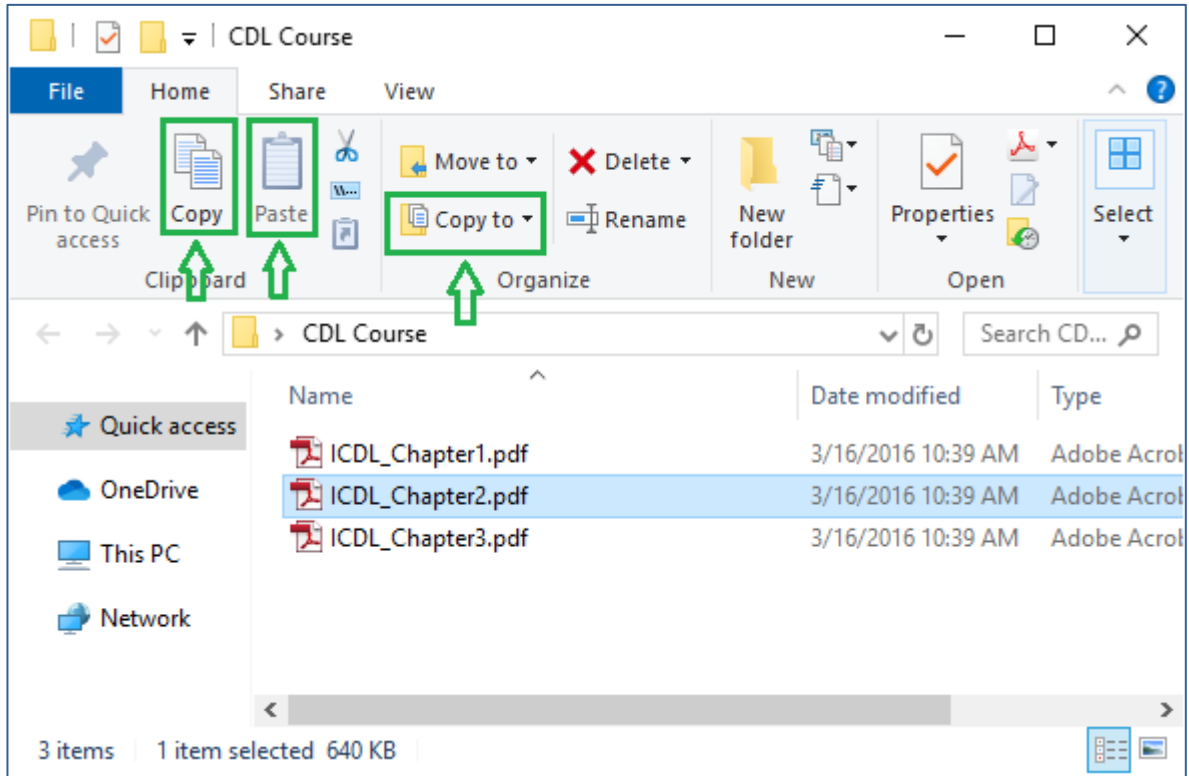 CDL Course
File Home Share View
Pin to Quick access
Copy
Paste
Move to
Copy to
Delete
Rename
New folder
Properties
Select
Clipboard Organize New Open
CDL Course
Search CD...
Name Date modified Type
Quick access
OneDrive
This PC
Network
ICDL_Chapter1.pdf 3/16/2016 10:39 AM Adobe Acrob
ICDL_Chapter2.pdf 3/16/2016 10:39 AM Adobe Acrob
ICDL_Chapter3.pdf 3/16/2016 10:39 AM Adobe Acrob
3 items 1 item selected 640 KB